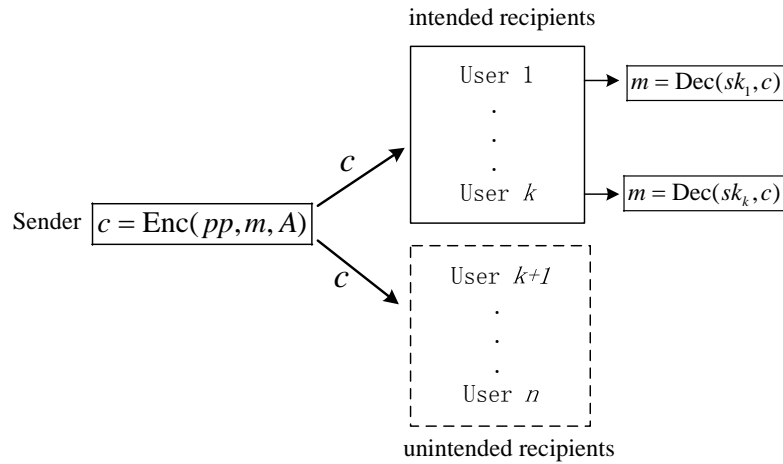 intended recipients
User 1
.
.
.
User k
m = Dec(sk₁,c)
m = Dec(skₖ,c)
c
Sender
c = Enc(pp,m,A)
c
User k+1
.
.
.
User n
unintended recipients